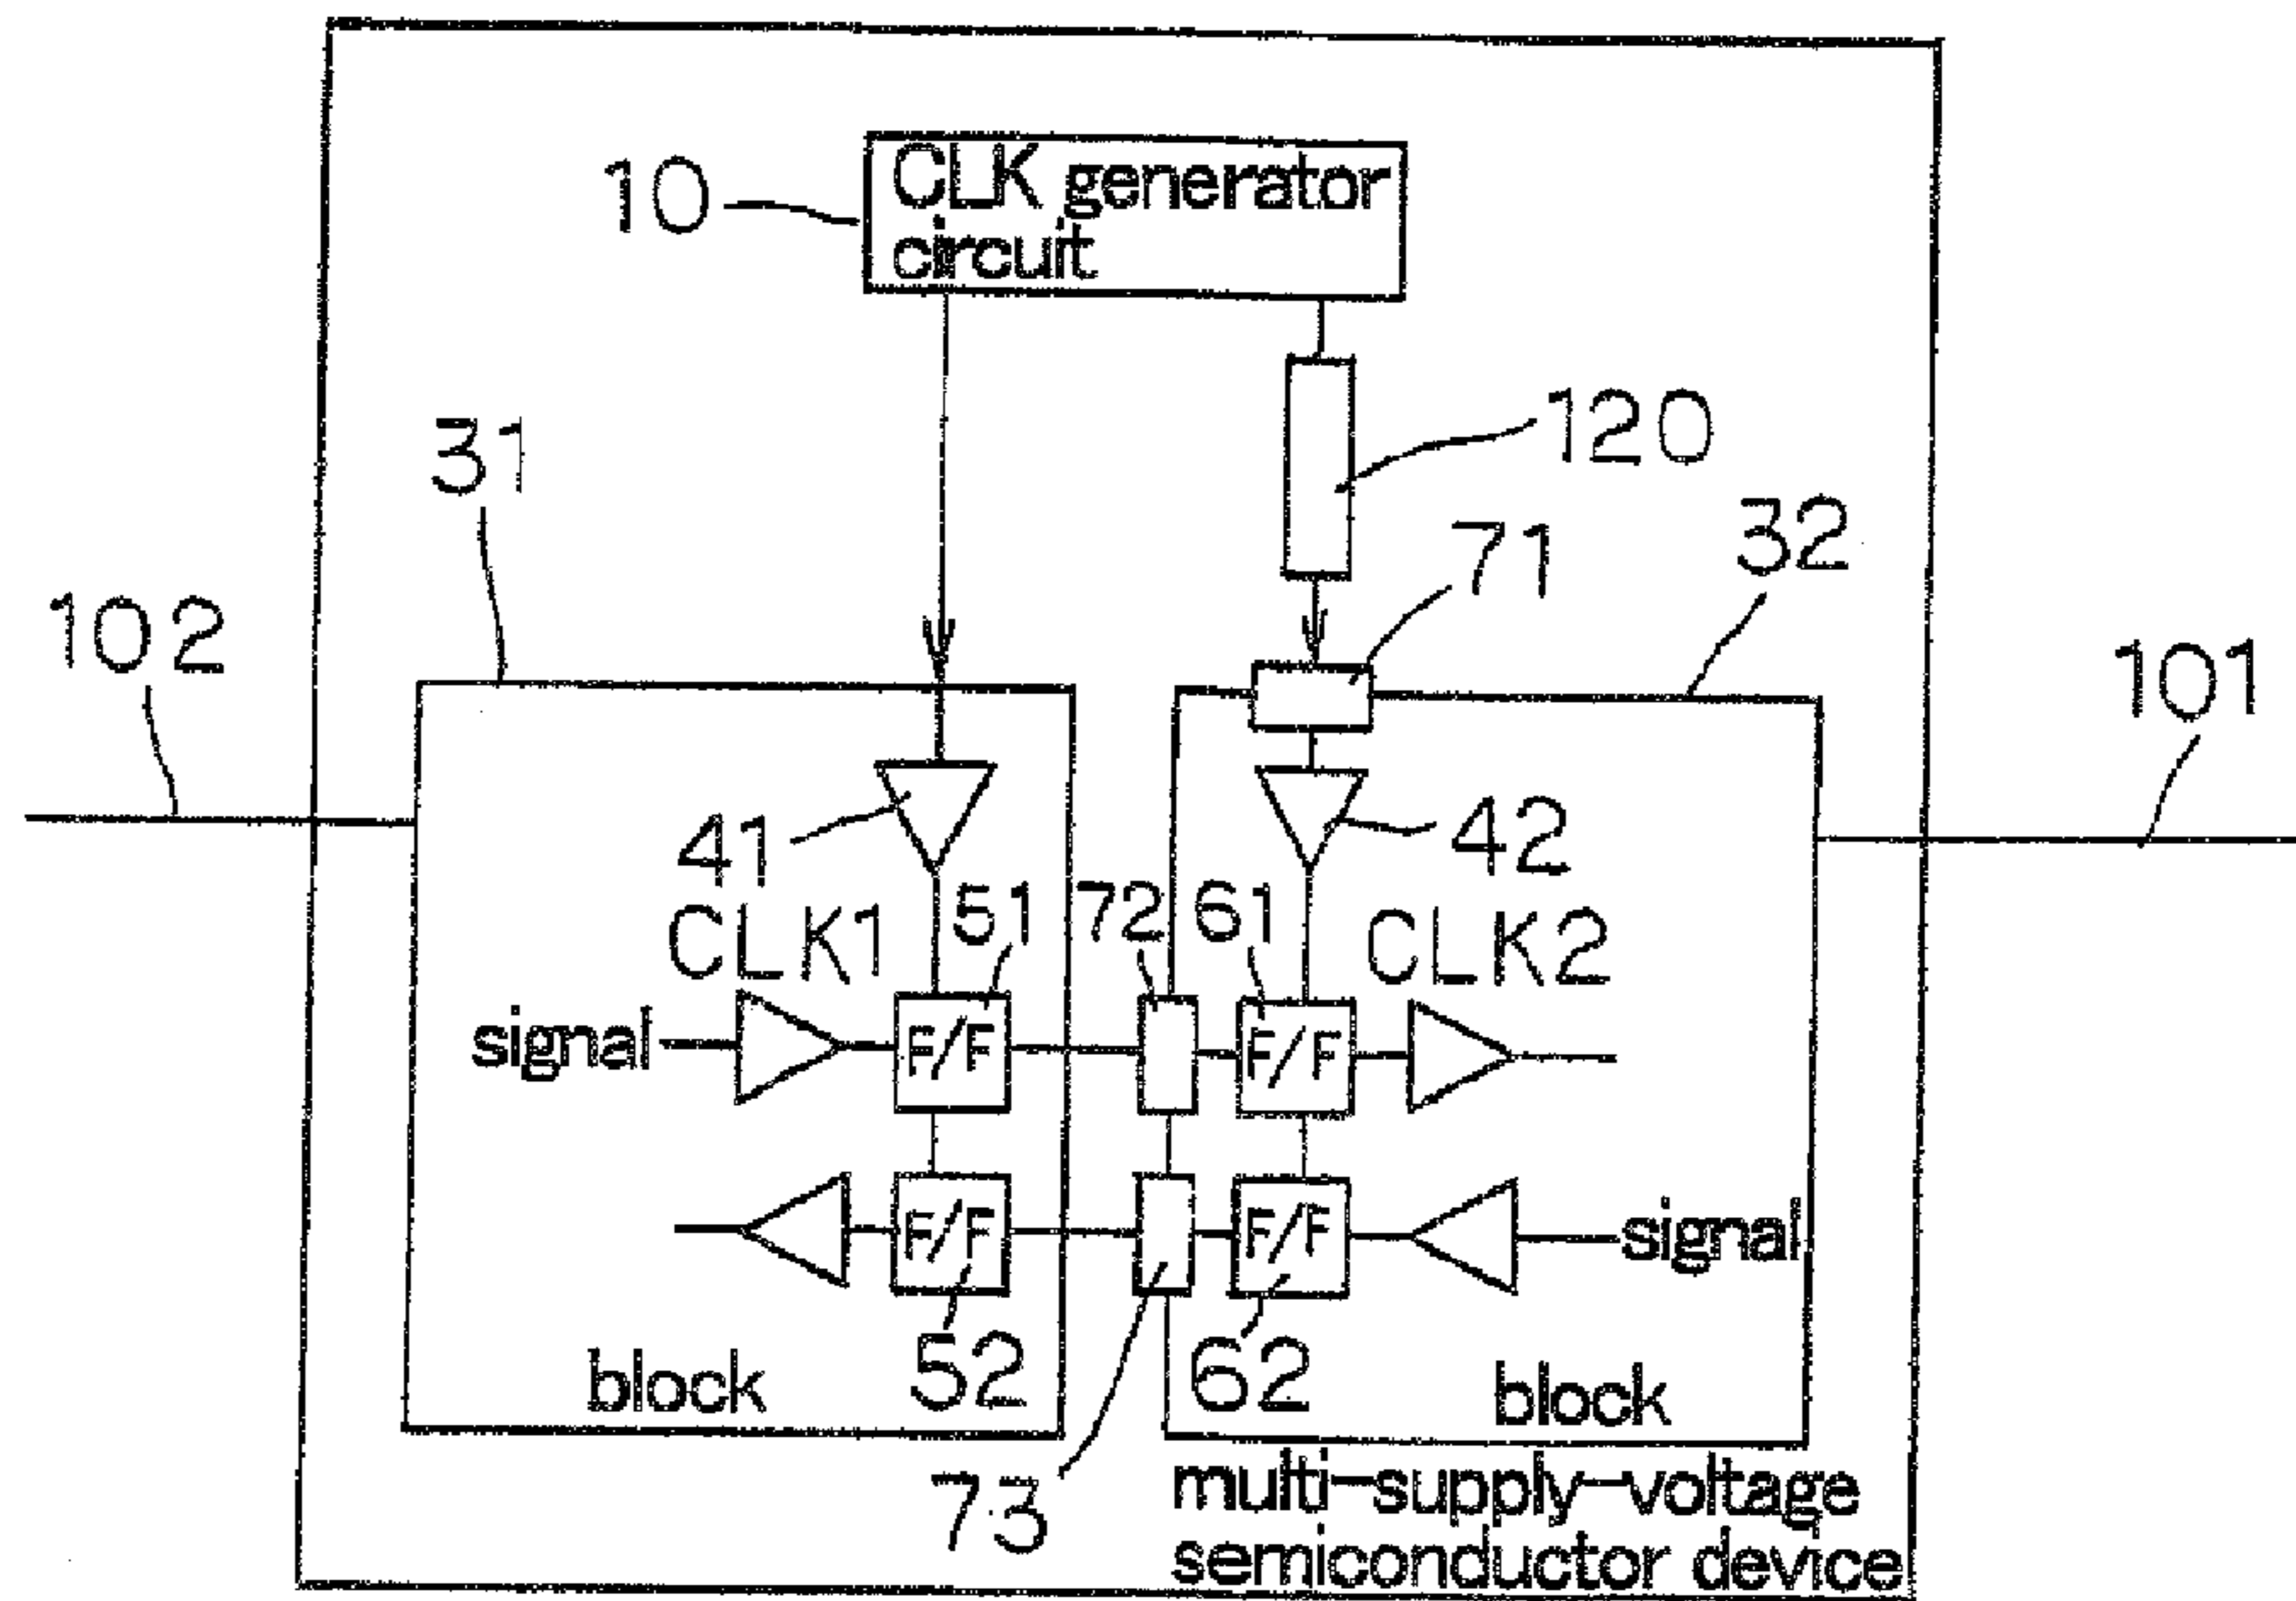 10
CLK generator
circuit
120
31
71
32
102
101
41
42
CLK1
51
72
61
CLK2
signal
F/F
F/F
F/F
F/F
signal
52
62
block
block
73
multi-supply-voltage
semiconductor device